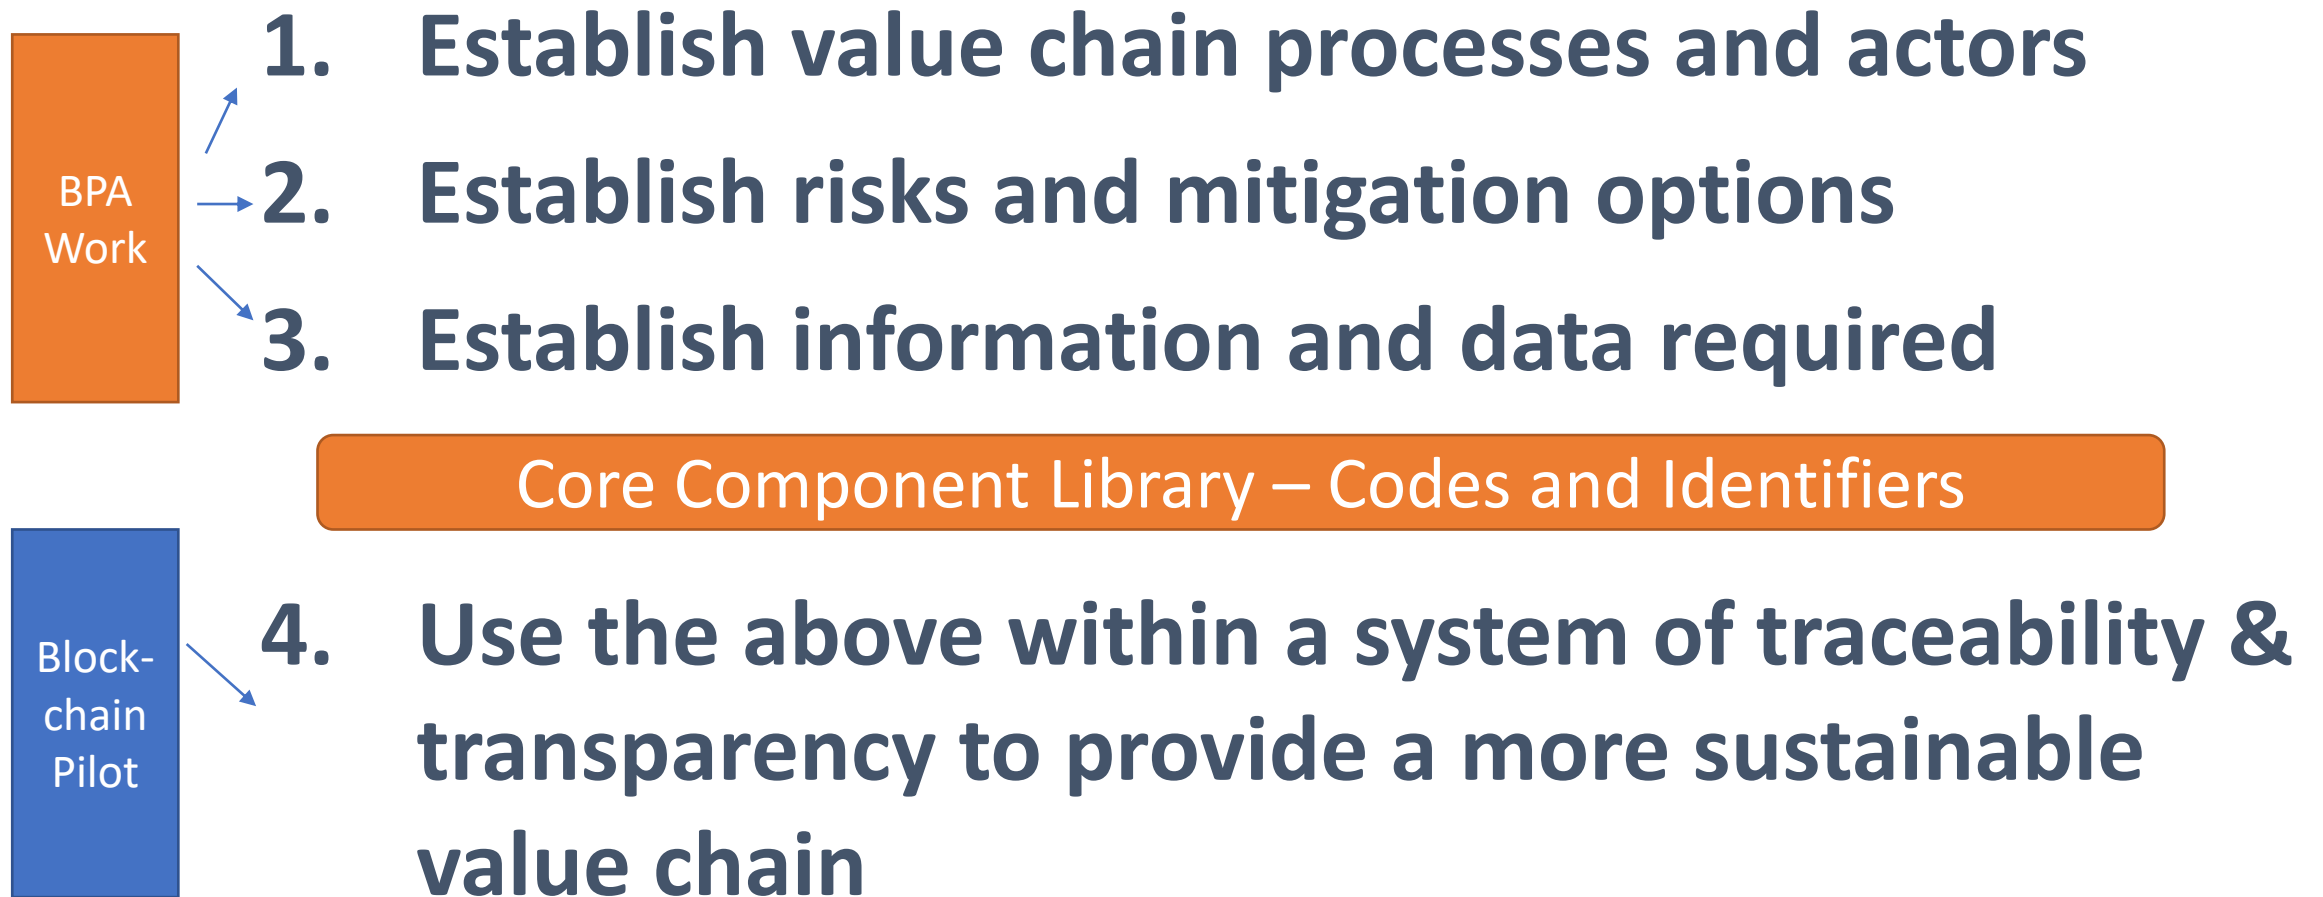 1. Establish value chain processes and actors
BPA
Work
2. Establish risks and mitigation options
3. Establish information and data required
Core Component Library – Codes and Identifiers
Block-
chain
Pilot
4. Use the above within a system of traceability &
transparency to provide a more sustainable
value chain